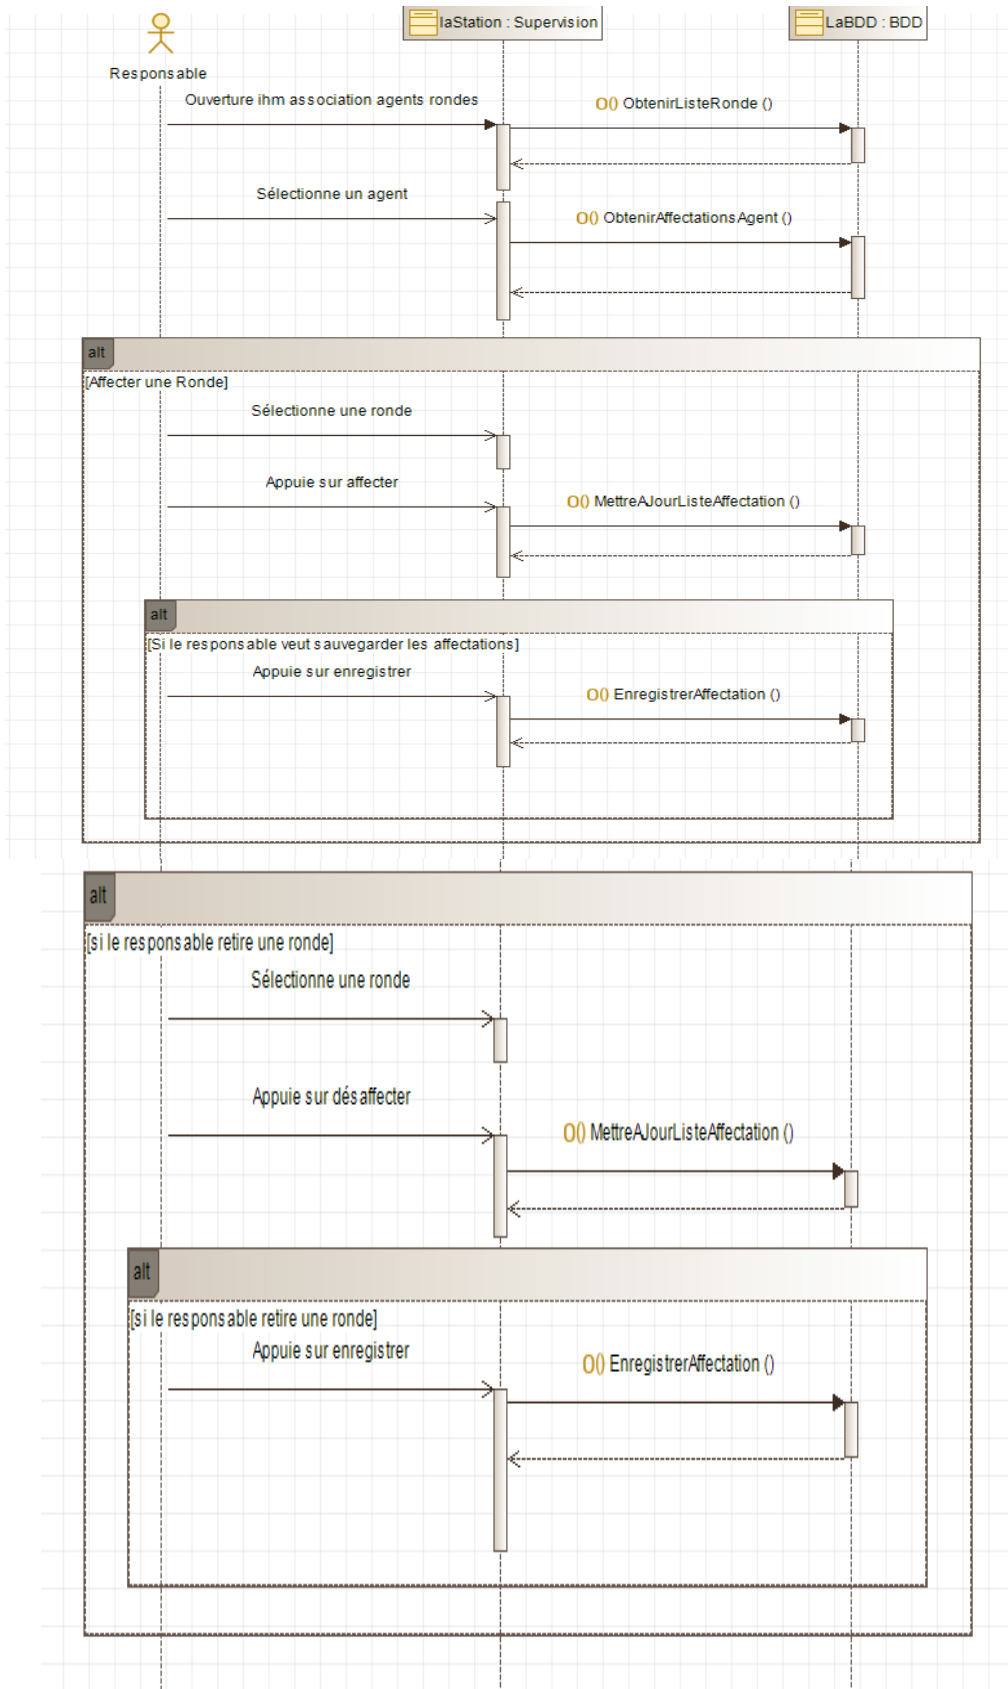 laStation : Supervision
LaBDD : BDD
Responsable
Ouverture ihm association agents rondes
O() ObtenirListeRonde ()
Sélectionne un agent
O() ObtenirAffectationsAgent ()
alt
[Affecter une Ronde]
Sélectionne une ronde
Appuie sur affecter
O() MettreAJourListeAffectation ()
alt
[Si le responsable veut sauvegarder les affectations]
Appuie sur enregistrer
O() EnregistrerAffectation ()
alt
[si le responsable retire une ronde]
Sélectionne une ronde
Appuie sur désaffecter
O() MettreAJourListeAffectation ()
alt
[si le responsable retire une ronde]
Appuie sur enregistrer
O() EnregistrerAffectation ()